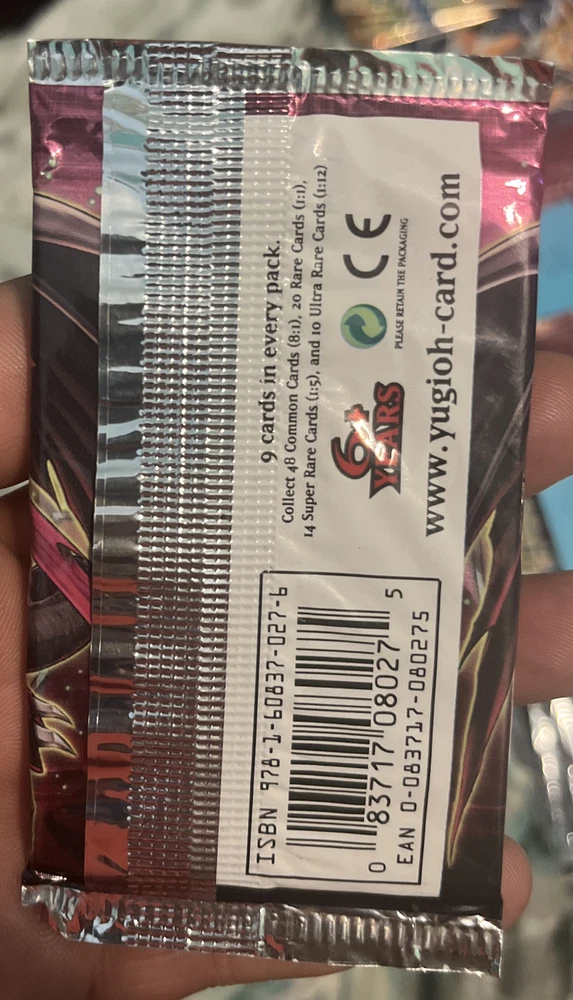 9 cards in every pack.
Collect 48 Common Cards (8:1), 20 Rare Cards (1:1),
14 Super Rare Cards (1:5), and 10 Ultra Rare Cards (1:12)
6+
YEARS
CE
PLEASE RETAIN THE PACKAGING
www.yugioh-card.com
ISBN 978-1-60837-027-6
0 83717 08027 5
EAN 0-083717-080275